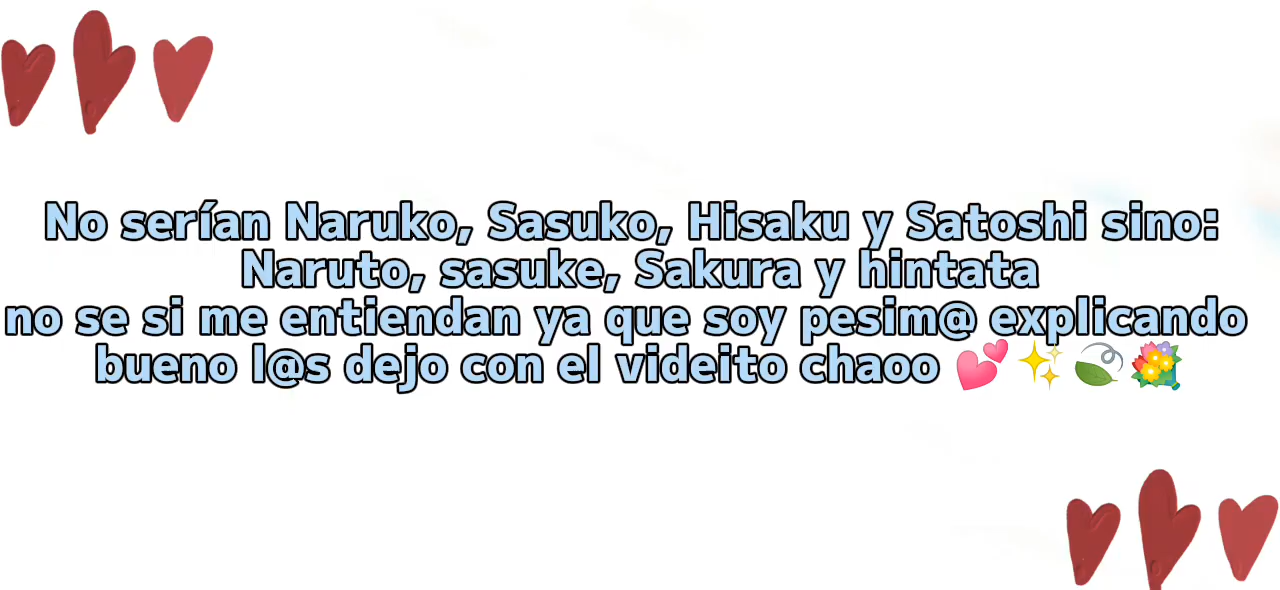 No serían Naruko, Sasuko, Hisaku y Satoshi sino:
Naruto, sasuke, Sakura y hintata
no se si me entiendan ya que soy pesim@ explicando
bueno l@s dejo con el videito chaoo 💕✨🍃💐